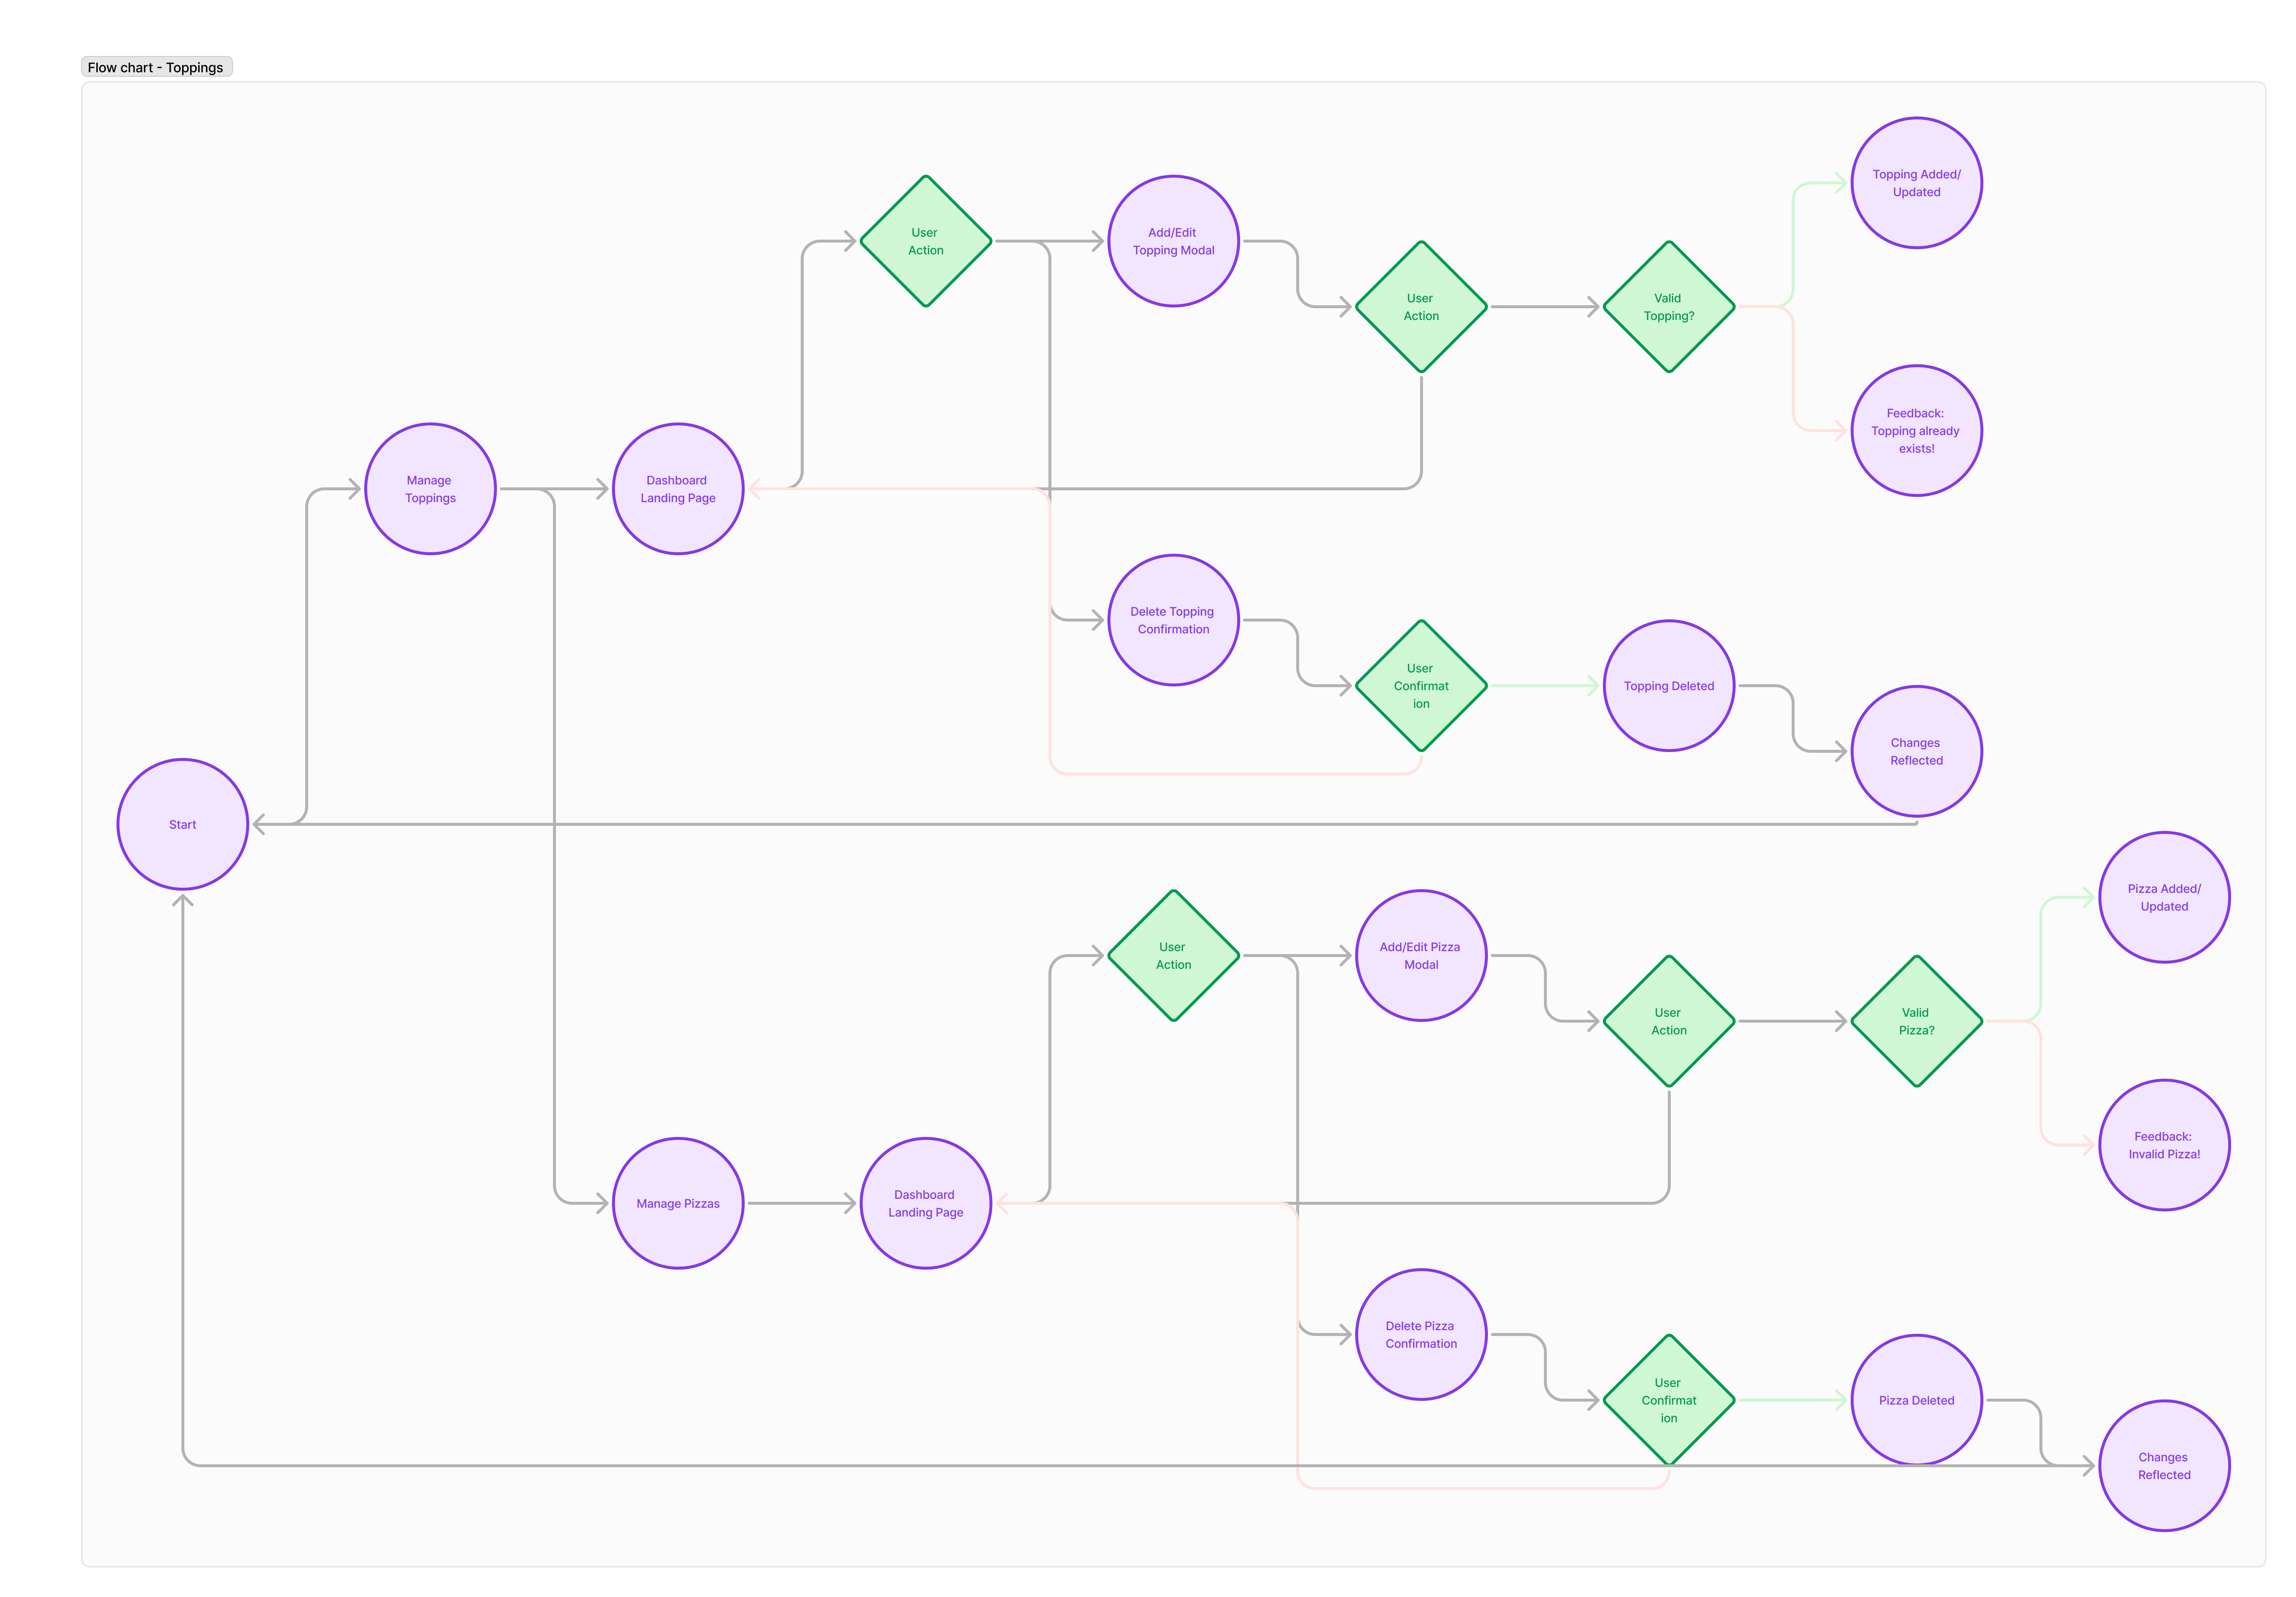 Flow chart - Toppings
Topping Added/
Updated
User
Action
Add/Edit
Topping Modal
User
Action
Valid
Topping?
Feedback:
Topping already
exists!
Manage
Toppings
Dashboard
Landing Page
Delete Topping
Confirmation
User
Confirmat
ion
Topping Deleted
Changes
Reflected
Start
Pizza Added/
Updated
User
Action
Add/Edit Pizza
Modal
User
Action
Valid
Pizza?
Feedback:
Invalid Pizza!
Manage Pizzas
Dashboard
Landing Page
Delete Pizza
Confirmation
User
Confirmat
ion
Pizza Deleted
Changes
Reflected